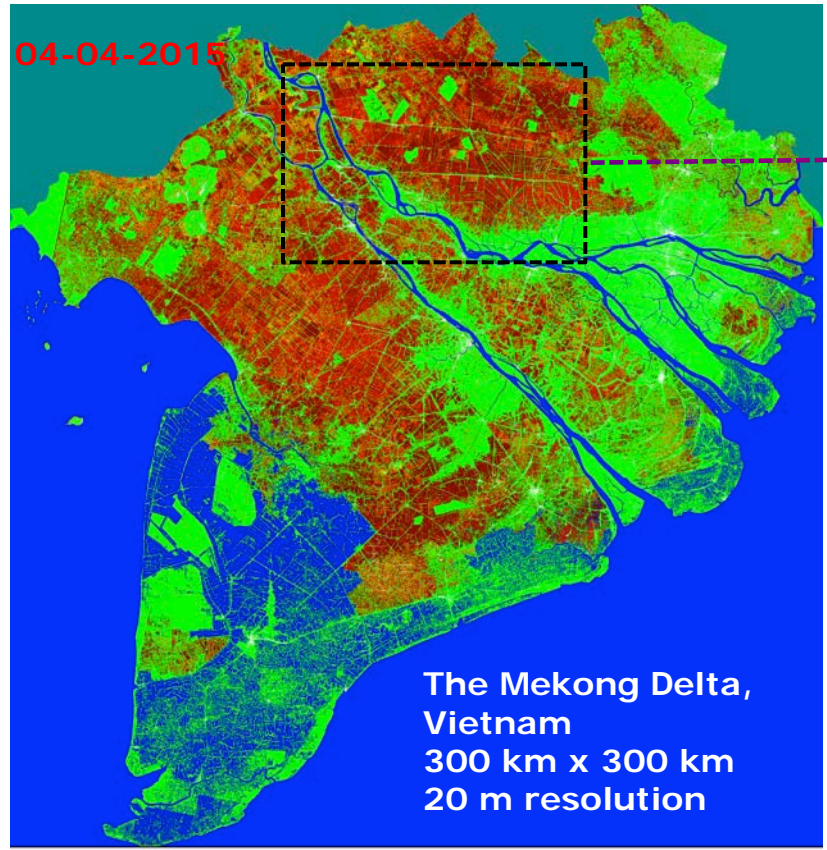 04-04-2015
The Mekong Delta,
Vietnam
300 km x 300 km
20 m resolution